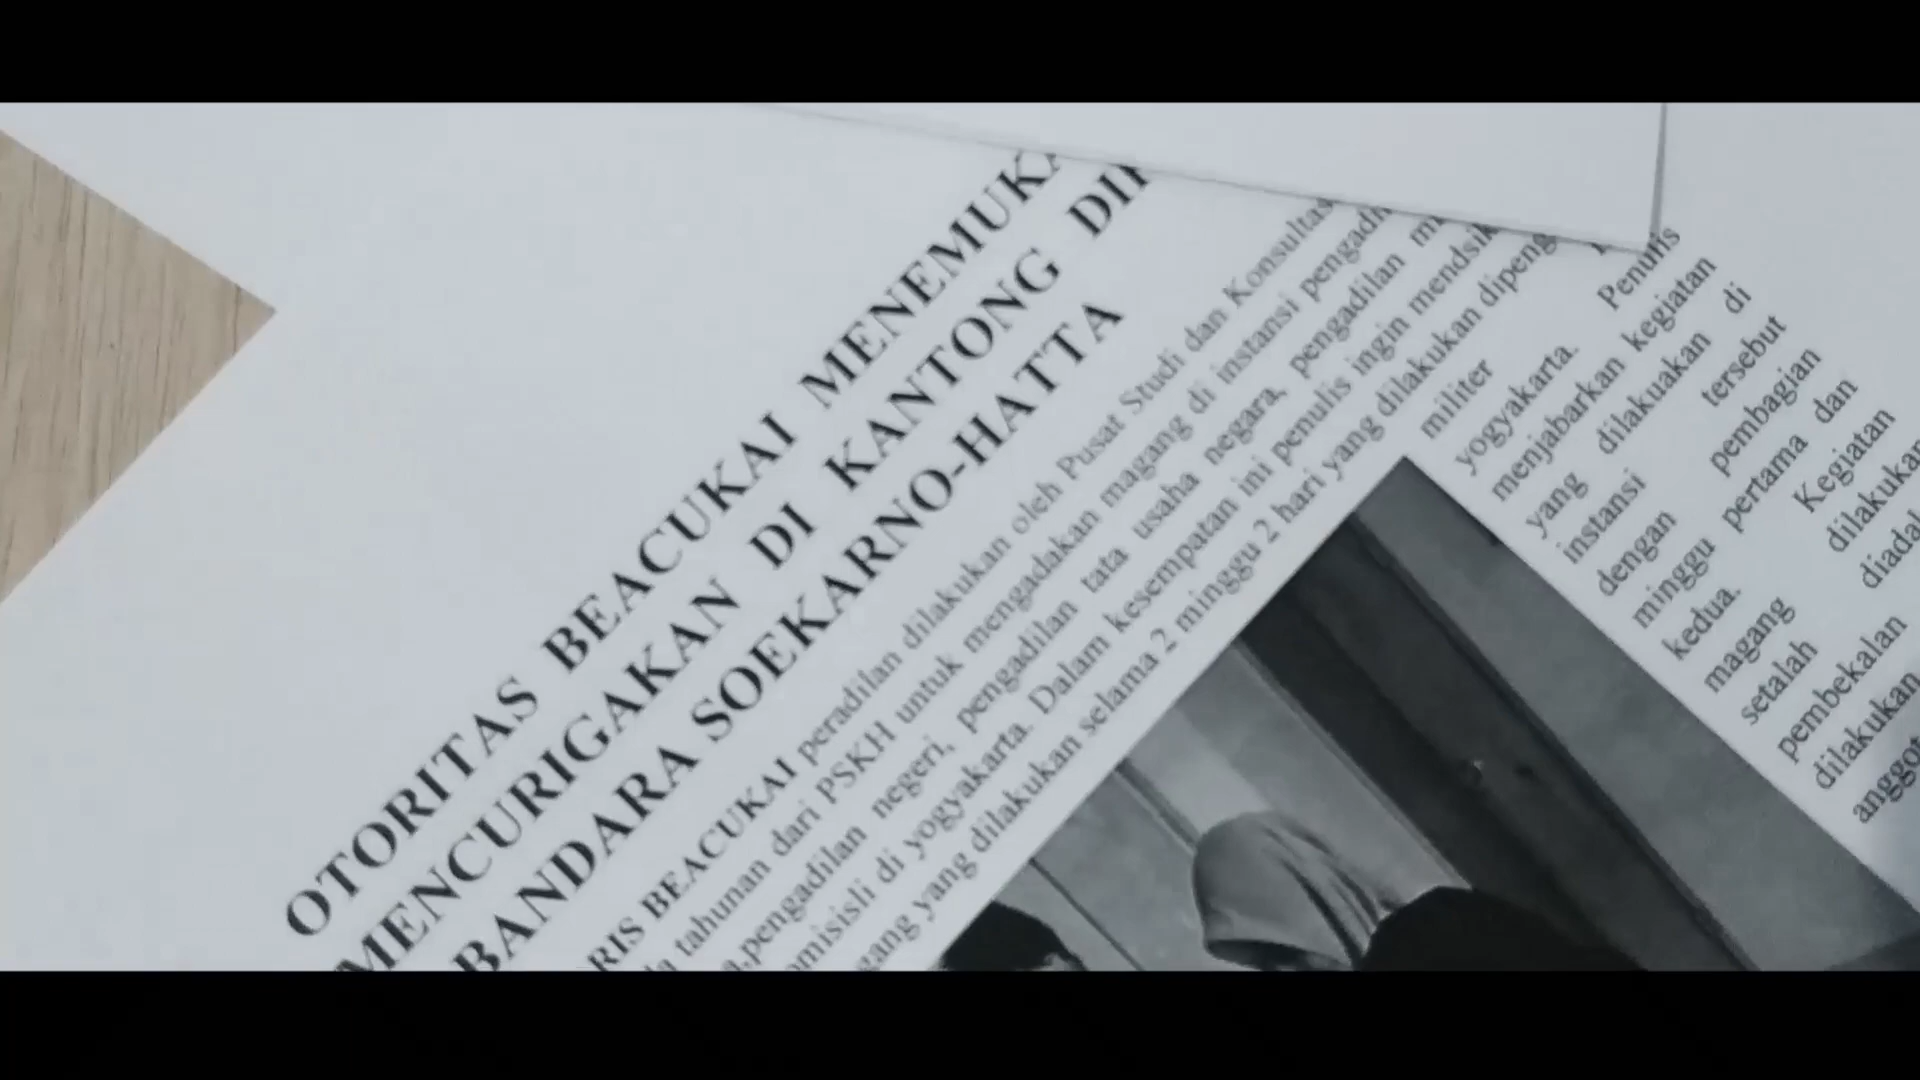 OTORITAS BEACUKAI MENEMUKA
MENCURIGAKAN DI KANTONG DI
BANDARA SOEKARNO-HATTA
RIS BEACUKAI peradilan dilakukan oleh Pusat Studi dan Konsultas
tahunan dari PSKH untuk mengadakan magang di instansi pengadi
pengadilan negeri, pengadilan tata usaha negara, pengadilan mi
omisisli di yogyakarta. Dalam kesempatan ini penulis ingin mendsik
gang yang dilakukan selama 2 minggu 2 hari yang dilakukan dipeng
militer
yogyakarta. Penulis
menjabarkan kegiatan
yang dilakuakan di
instansi tersebut
dengan pembagian
minggu pertama dan
kedua. Kegiatan
magang dilakukan
setalah diadal
pembekalan
dilakukan
anggot